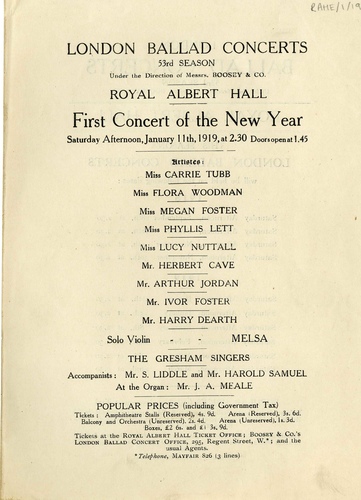 RAHE/1/19
LONDON BALLAD CONCERTS
53rd SEASON
Under the Direction of Messrs. BOOSEY & CO.
ROYAL ALBERT HALL
First Concert of the New Year
Saturday Afternoon, January 11th, 1919, at 2.30 Doors open at 1.45
Artistes:
Miss CARRIE TUBB
Miss FLORA WOODMAN
Miss MEGAN FOSTER
Miss PHYLLIS LETT
Miss LUCY NUTTALL
Mr. HERBERT CAVE
Mr. ARTHUR JORDAN
Mr. IVOR FOSTER
Mr. HARRY DEARTH
Solo Violin - - MELSA
THE GRESHAM SINGERS
Accompanists: Mr. S. LIDDLE and Mr. HAROLD SAMUEL
At the Organ: Mr. J. A. MEALE
POPULAR PRICES (including Government Tax)
Tickets: Amphitheatre Stalls (Reserved), 4s. 9d. Arena (Reserved), 3s. 6d.
Balcony and Orchestra (Unreserved), 2s. 4d. Arena (Unreserved), 1s. 3d.
Boxes, £2 6s. and £1 3s. 9d.
Tickets at the ROYAL ALBERT HALL TICKET OFFICE; BOOSEY & CO.'S
LONDON BALLAD CONCERT OFFICE, 295, Regent Street, W.*; and the
usual Agents.
*Telephone, MAYFAIR 826 (3 lines)